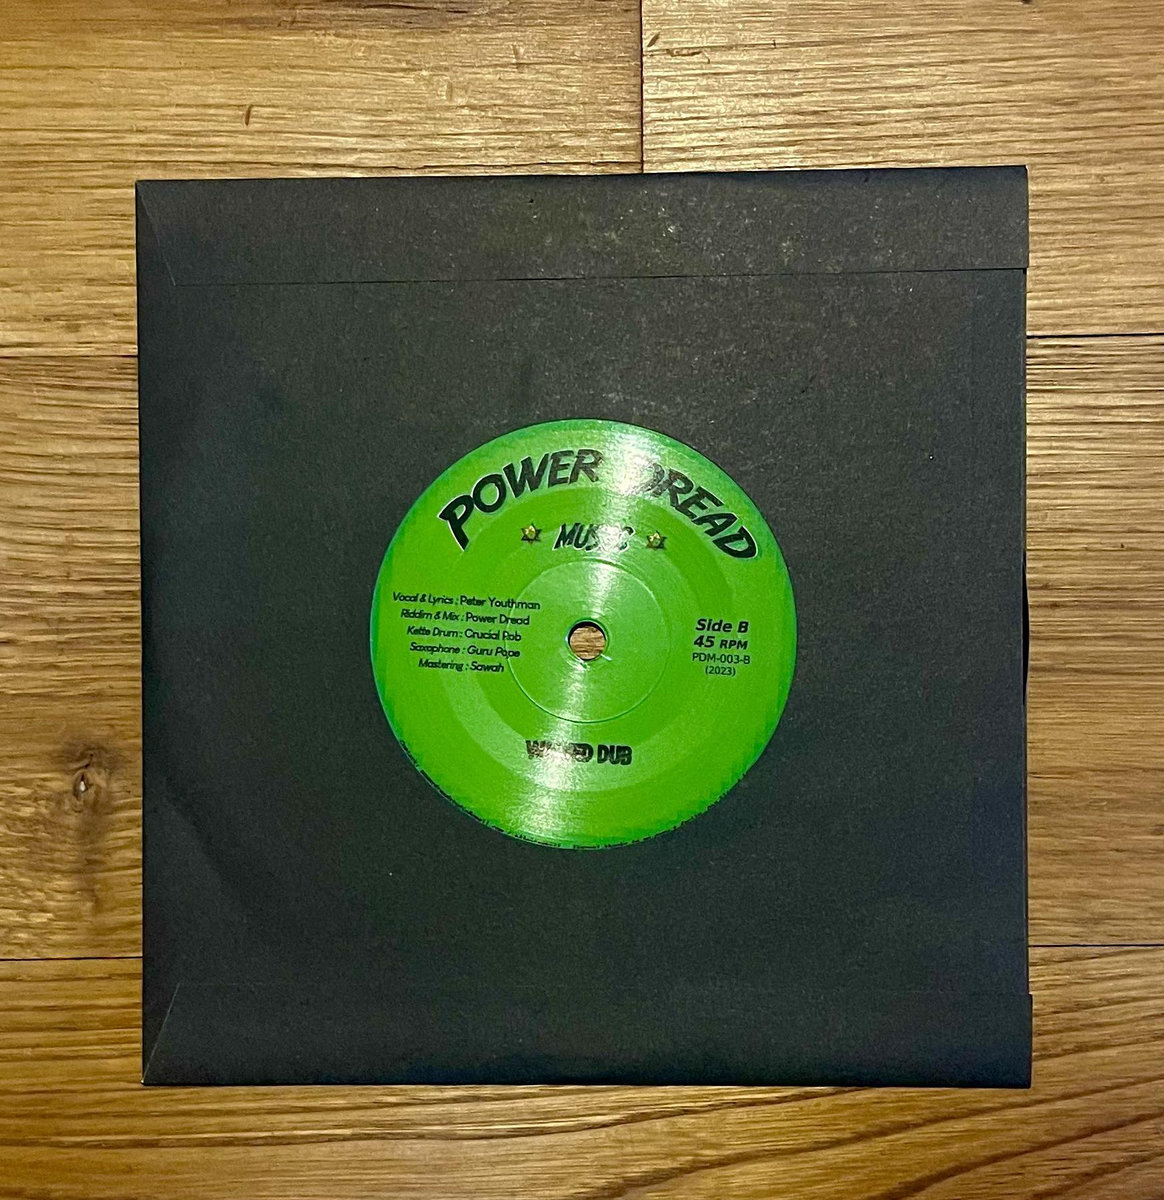 POWER DREAD
MUSIC
Vocal & Lyrics : Peter Youthman
Riddim & Mix : Power Dread
Kette Drum : Crucial Rob
Saxophone : Guru Pope
Mastering : Sawah
Side B
45 RPM
PDM-003-B
(2023)
DUB